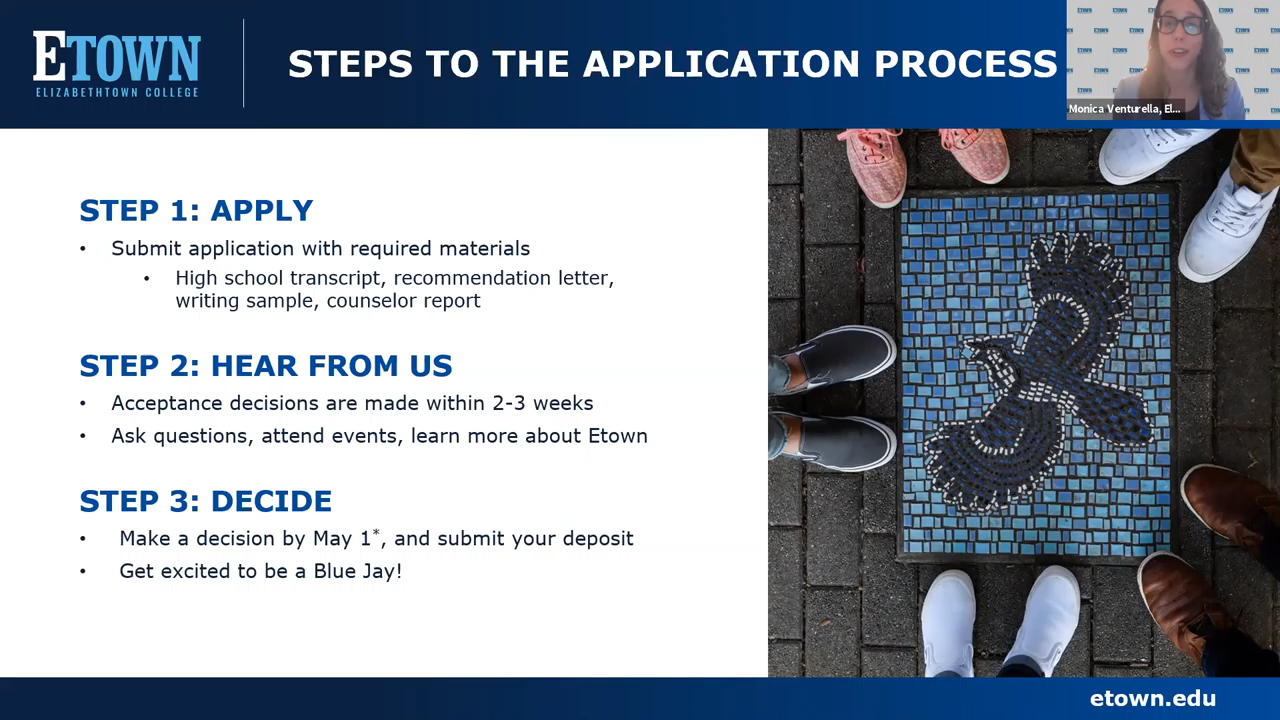 ETOWN
ELIZABETHTOWN COLLEGE
STEPS TO THE APPLICATION PROCESS
Monica Venturella, El...
STEP 1: APPLY
• Submit application with required materials
• High school transcript, recommendation letter,
writing sample, counselor report
STEP 2: HEAR FROM US
• Acceptance decisions are made within 2-3 weeks
• Ask questions, attend events, learn more about Etown
STEP 3: DECIDE
• Make a decision by May 1*, and submit your deposit
• Get excited to be a Blue Jay!
etown.edu